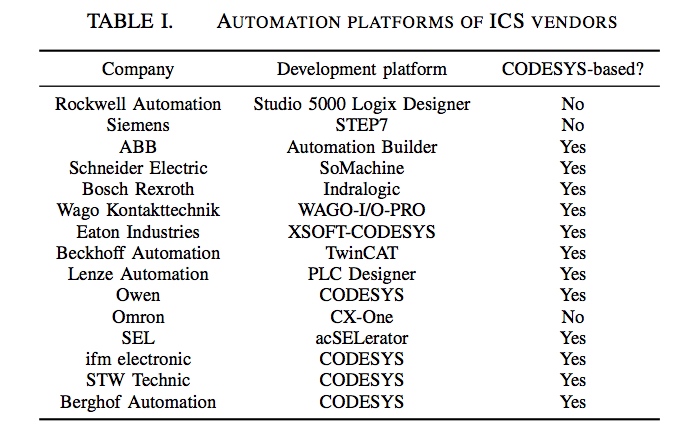 TABLE I. AUTOMATION PLATFORMS OF ICS VENDORS
Company Development platform CODESYS-based?
Rockwell Automation Studio 5000 Logix Designer No
Siemens STEP7 No
ABB Automation Builder Yes
Schneider Electric SoMachine Yes
Bosch Rexroth Indralogic Yes
Wago Kontakttechnik WAGO-I/O-PRO Yes
Eaton Industries XSOFT-CODESYS Yes
Beckhoff Automation TwinCAT Yes
Lenze Automation PLC Designer Yes
Owen CODESYS Yes
Omron CX-One No
SEL acSELerator Yes
ifm electronic CODESYS Yes
STW Technic CODESYS Yes
Berghof Automation CODESYS Yes